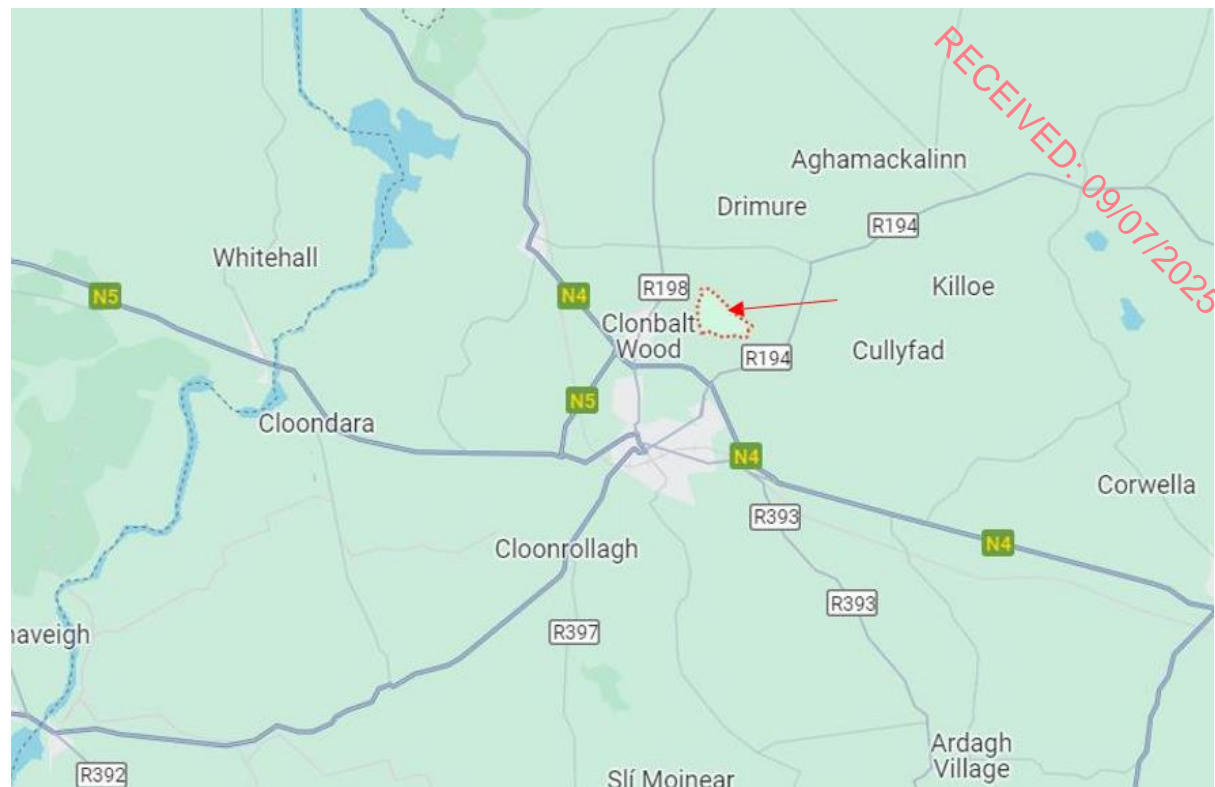 RECEIVED: 09/07/2025
Aghamackalinn
Drimure
R194
Whitehall
N5
N4
R198
Killoe
Clonbalt
Wood
R194
Cullyfad
N5
Cloondara
N4
Corwella
R393
Cloonrollagh
N4
R393
R397
naveigh
Ardagh
Village
R392
Slí Moinear